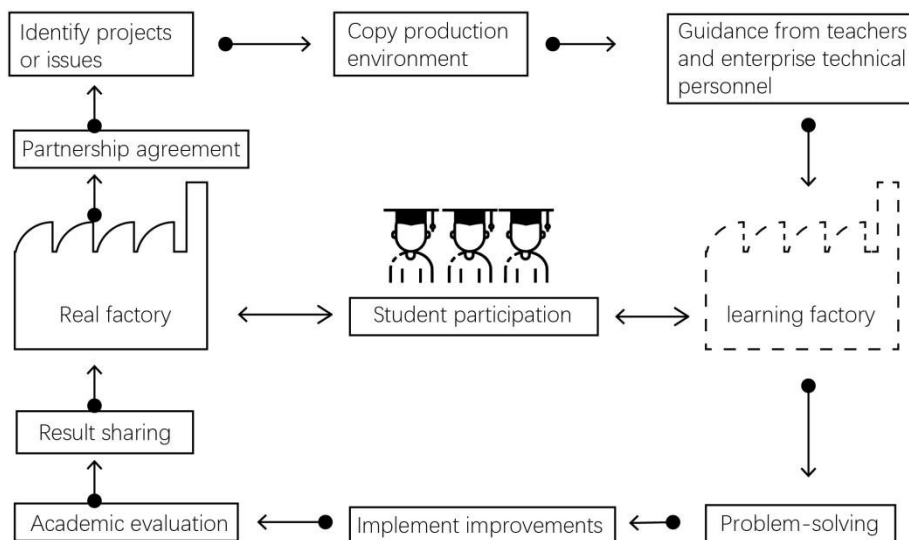 Identify projects
or issues
Copy production
environment
Guidance from teachers
and enterprise technical
personnel
Partnership agreement
Real factory
Student participation
learning factory
Result sharing
Academic evaluation
Implement improvements
Problem-solving